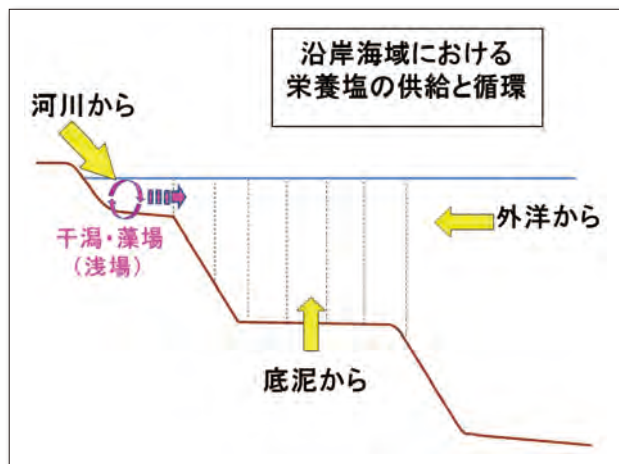 沿岸海域における
栄養塩の供給と循環
河川から
干潟・藻場
(浅場)
外洋から
底泥から